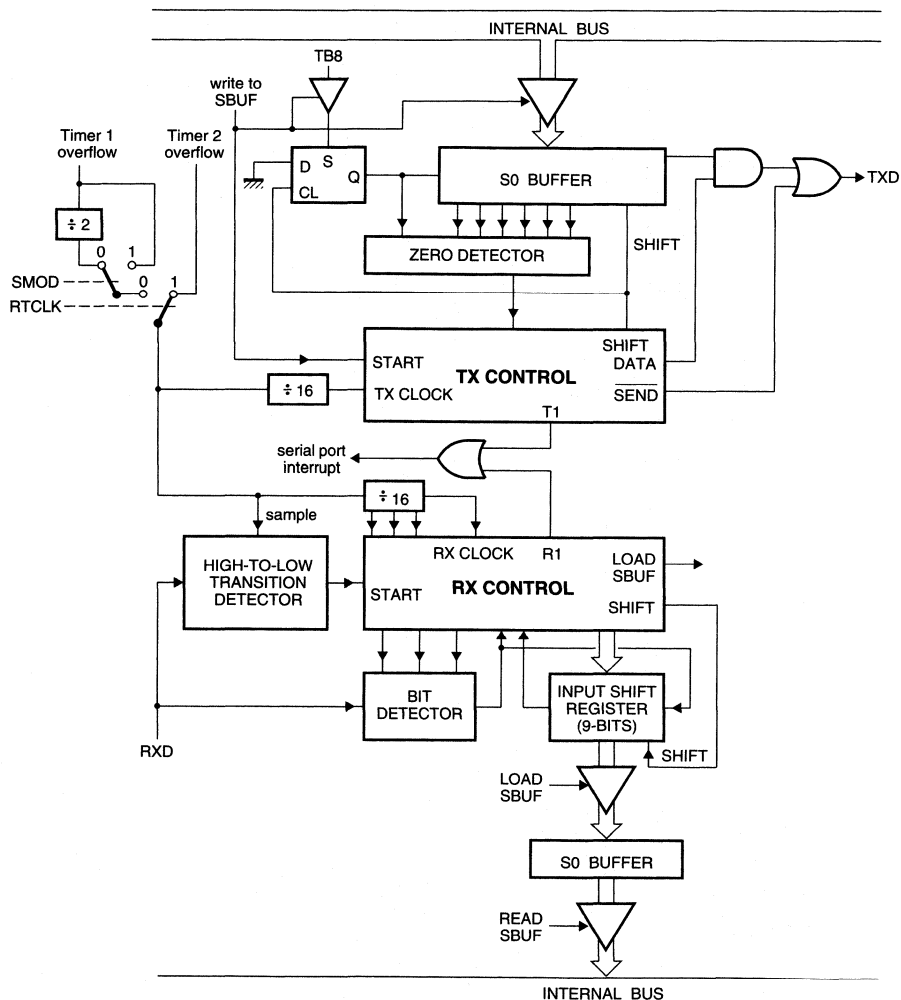 INTERNAL BUS
TB8
write to
SBUF
Timer 1
overflow
Timer 2
overflow
D
S
Q
CL
S0 BUFFER
TXD
÷ 2
ZERO DETECTOR
SHIFT
0
1
0
1
SMOD
RTCLK
START
TX CONTROL
SHIFT
DATA
TX CLOCK
SEND
÷ 16
T1
serial port
interrupt
÷ 16
sample
HIGH-TO-LOW
TRANSITION
DETECTOR
RX CLOCK
R1
LOAD
SBUF
START
RX CONTROL
SHIFT
BIT
DETECTOR
INPUT SHIFT
REGISTER
(9-BITS)
RXD
SHIFT
LOAD
SBUF
S0 BUFFER
READ
SBUF
INTERNAL BUS